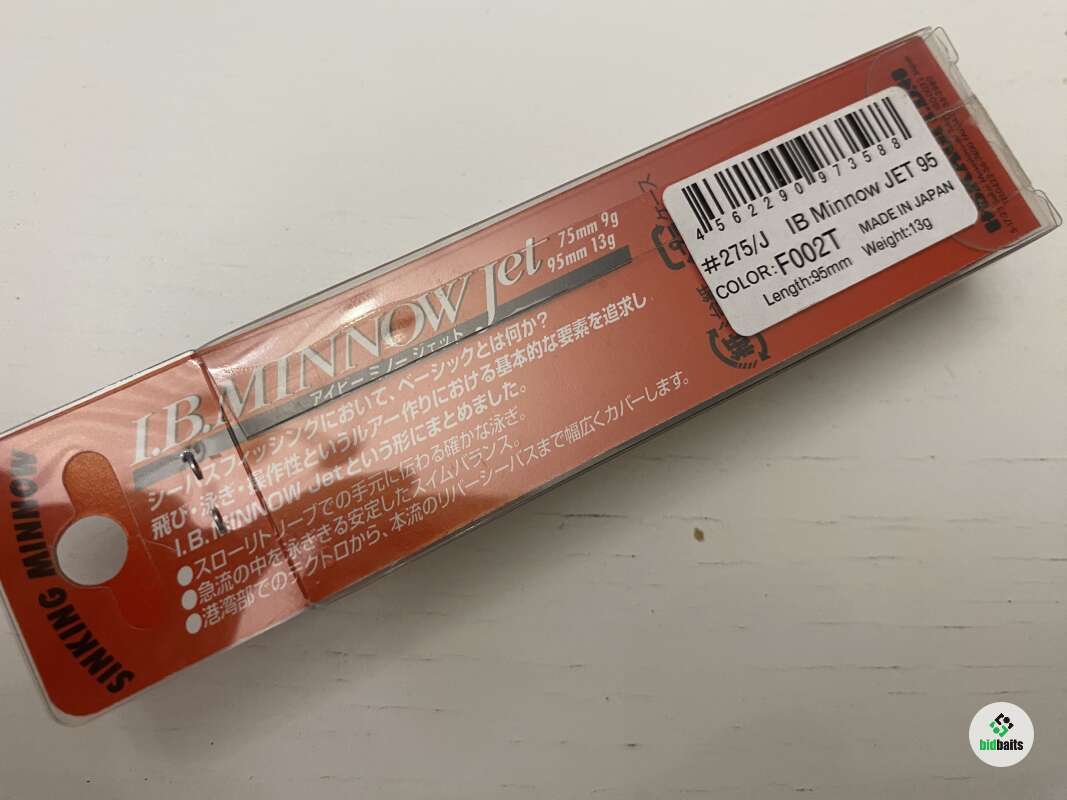 SINKING MINNOW
I.B.MINNOW Jet
75mm 9g
95mm 13g
アイビー ミノー ジェット
シーバスフィッシングにおいて、ベーシックとは何か?
飛び・泳ぎ・操作性というルアー作りにおける基本的な要素を追求し
I.B. MINNOW Jetという形にまとめました。
●スローリトリーブでの手元に伝わる確かな泳ぎ。
●急流の中を泳ぎきる安定したスイムバランス。
●港湾部でのテクトロから、本流のリバーシーバスまで幅広くカバーします。
ケース
4562290973588
#275/J IB Minnow JET 95
COLOR:F002T MADE IN JAPAN
Length:95mm Weight:13g
bidbaits